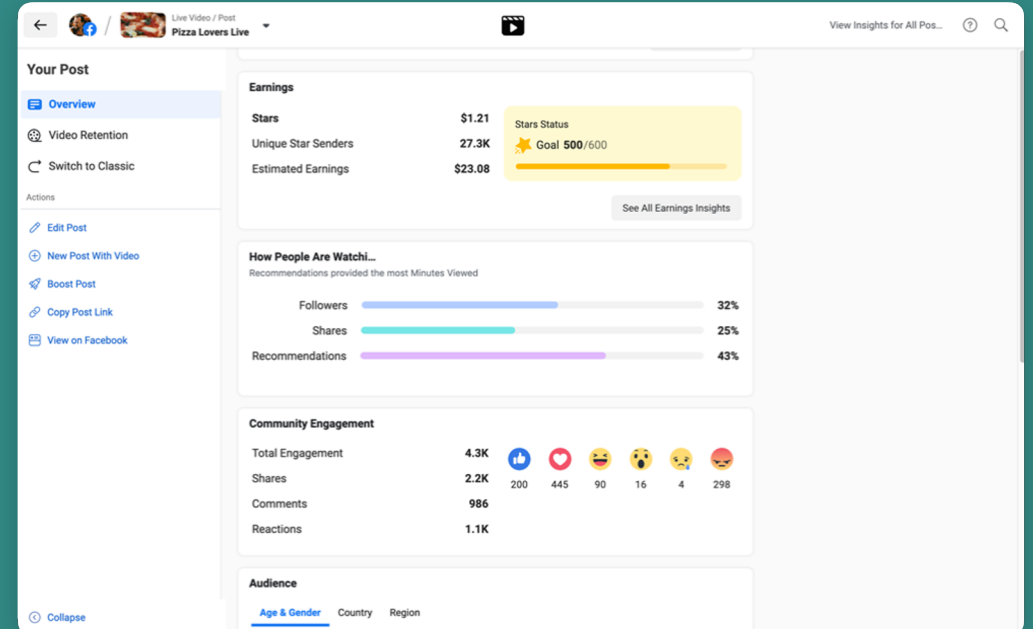 Live Video / Post
Pizza Lovers Live
View Insights for All Pos...
Your Post
Overview
Video Retention
Switch to Classic
Actions
Edit Post
New Post With Video
Boost Post
Copy Post Link
View on Facebook
Collapse
Earnings
Stars $1.21
Unique Star Senders 27.3K
Estimated Earnings $23.08
Stars Status
Goal 500/600
See All Earnings Insights
How People Are Watchi...
Recommendations provided the most Minutes Viewed
Followers 32%
Shares 25%
Recommendations 43%
Community Engagement
Total Engagement 4.3K
Shares 2.2K
Comments 986
Reactions 1.1K
200 445 90 16 4 298
Audience
Age & Gender Country Region